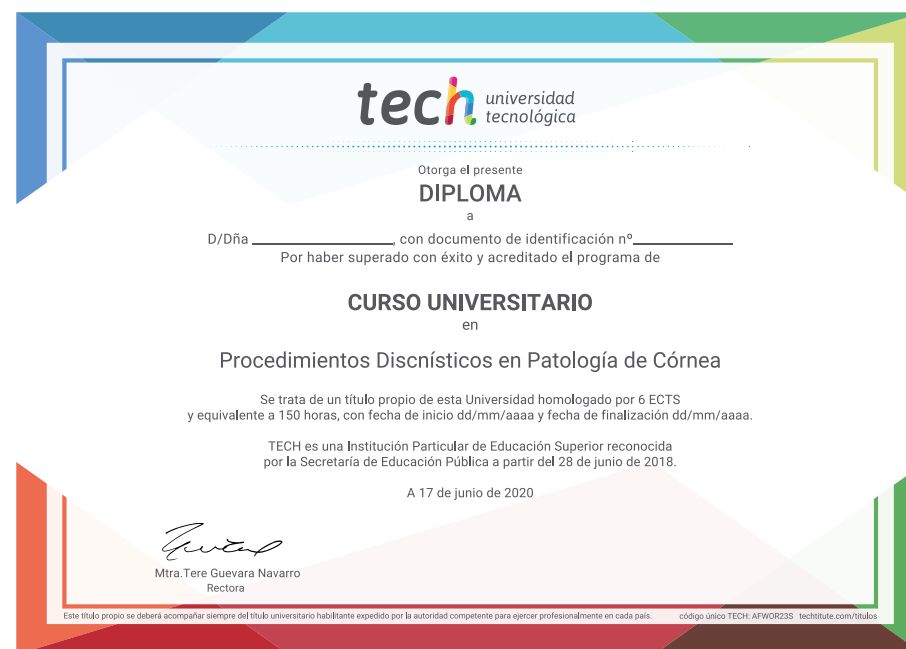 tech universidad
tecnológica
Otorga el presente
DIPLOMA
a
D/Dña ____________________, con documento de identificación nº______________
Por haber superado con éxito y acreditado el programa de
CURSO UNIVERSITARIO
en
Procedimientos Discnísticos en Patología de Córnea
Se trata de un título propio de esta Universidad homologado por 6 ECTS
y equivalente a 150 horas, con fecha de inicio dd/mm/aaaa y fecha de finalización dd/mm/aaaa.
TECH es una Institución Particular de Educación Superior reconocida
por la Secretaría de Educación Pública a partir del 28 de junio de 2018.
A 17 de junio de 2020
Mtra.Tere Guevara Navarro
Rectora
Este título propio se deberá acompañar siempre del título universitario habilitante expedido por la autoridad competente para ejercer profesionalmente en cada país. código único TECH: AFWOR23S techtitute.com/titulos